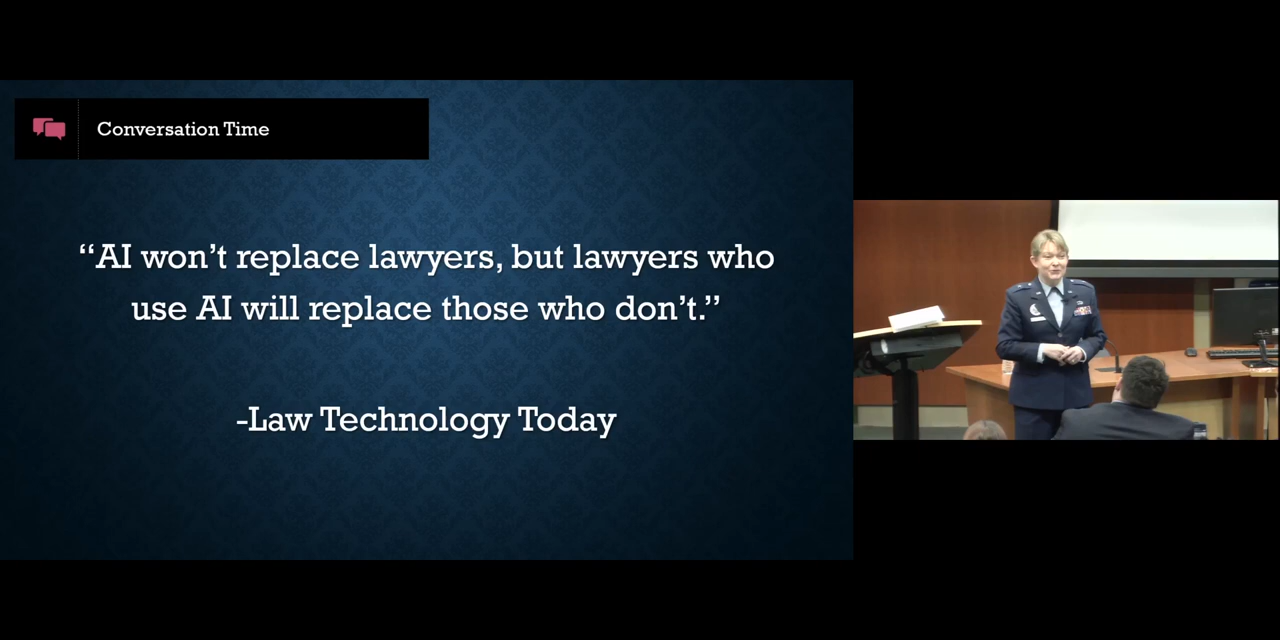 Conversation Time
“AI won’t replace lawyers, but lawyers who
use AI will replace those who don’t.”
-Law Technology Today